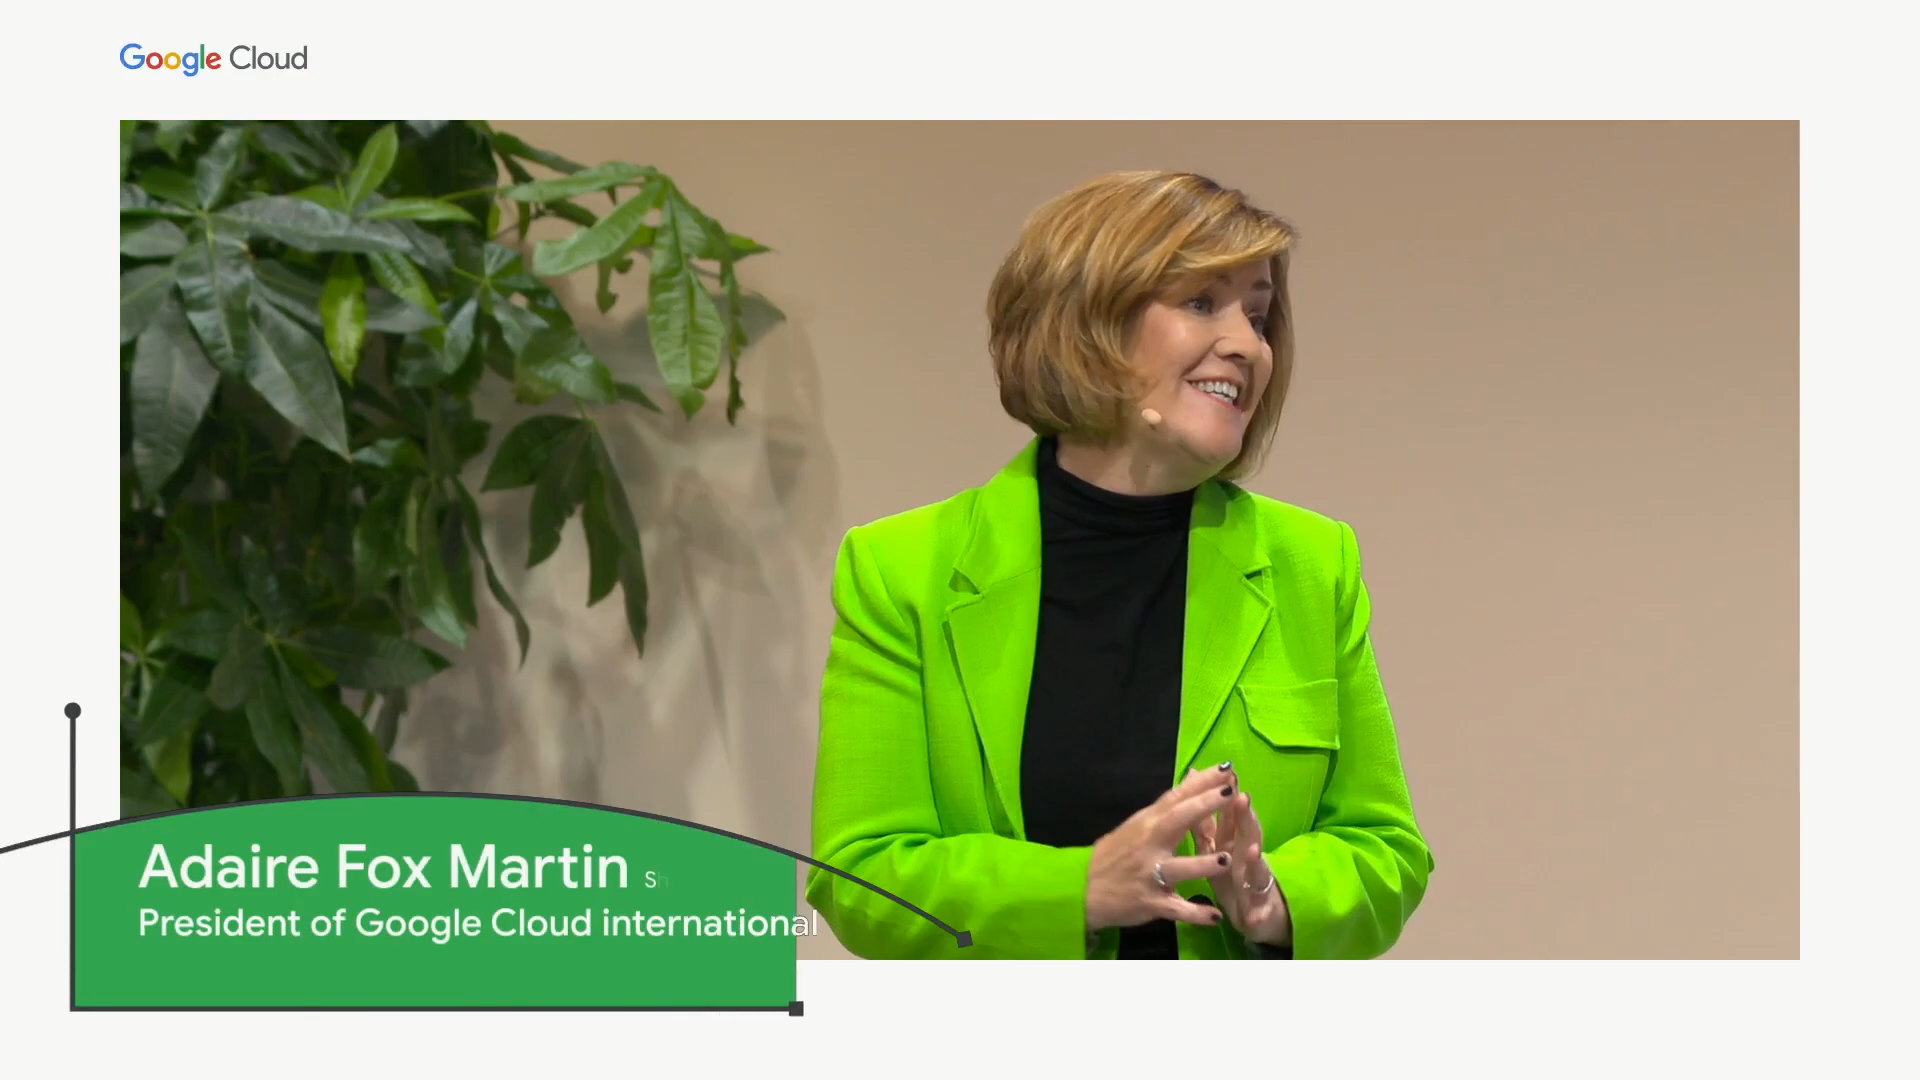 Google Cloud
Adaire Fox Martin
President of Google Cloud international